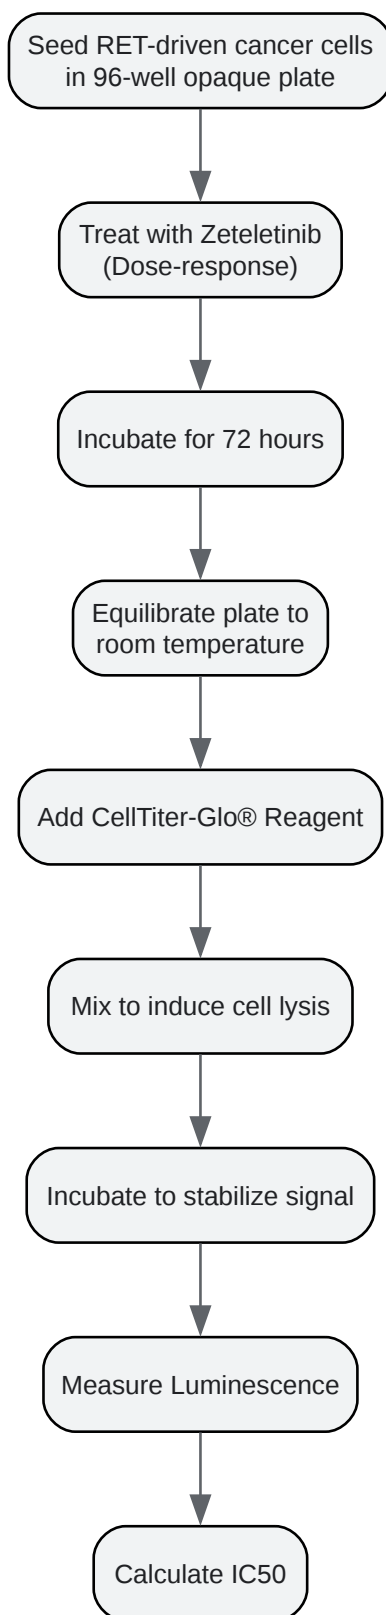 Seed RET-driven cancer cells
in 96-well opaque plate
Treat with Zeteletinib
(Dose-response)
Incubate for 72 hours
Equilibrate plate to
room temperature
Add CellTiter-Glo® Reagent
Mix to induce cell lysis
Incubate to stabilize signal
Measure Luminescence
Calculate IC50